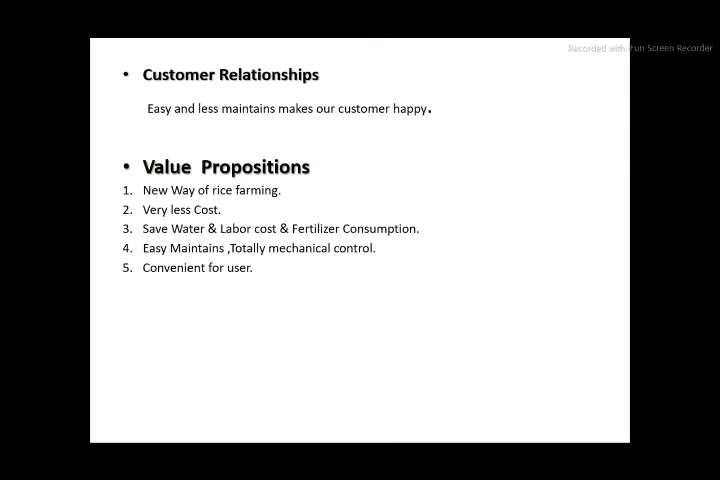 Recorded with iFun Screen Recorder
• Customer Relationships
Easy and less maintains makes our customer happy.
• Value Propositions
1. New Way of rice farming.
2. Very less Cost.
3. Save Water & Labor cost & Fertilizer Consumption.
4. Easy Maintains ,Totally mechanical control.
5. Convenient for user.